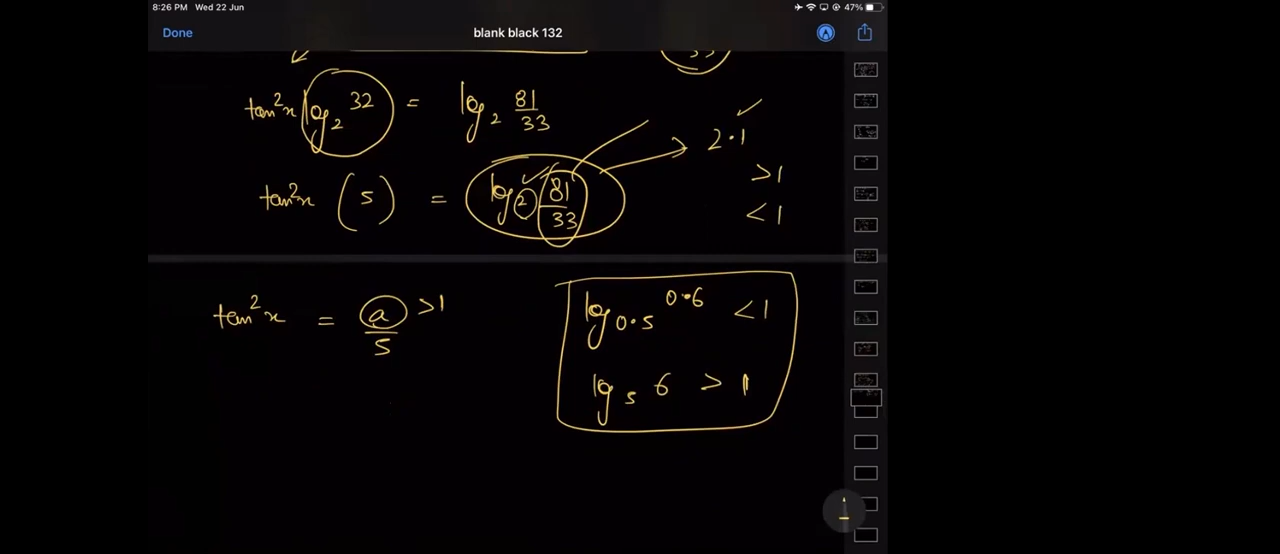 8:26 PM Wed 22 Jun 47%
Done blank black 132
33
tan²x log₂ 32 = log₂ 81/33
2.1
>1
<1
tan²x (5) = log₂ 81/33
tan²x = a/5 >1
log₀.₅ 0.6 <1
log₅ 6 > 1